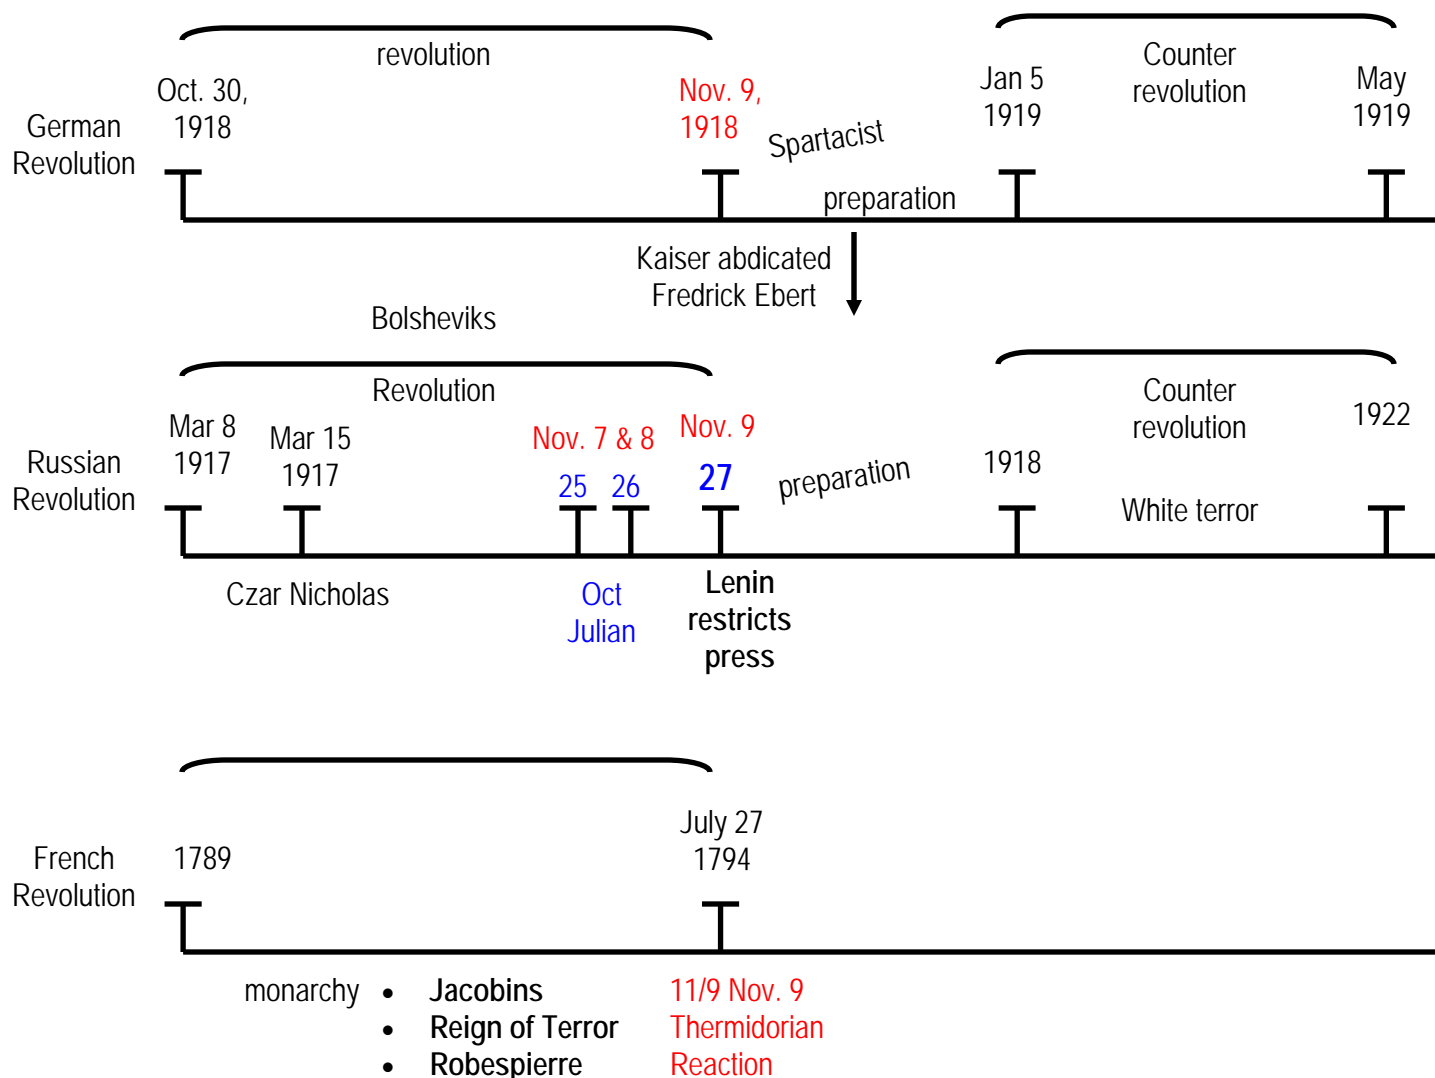 revolution
Counter
revolution
Oct. 30,
1918
Nov. 9,
1918
Jan 5
1919
May
1919
German
Revolution
Spartacist
preparation
Kaiser abdicated
Fredrick Ebert
Bolsheviks
Revolution
Counter
revolution
Mar 8
1917
Mar 15
1917
Nov. 7 & 8
25 26
Nov. 9
27
preparation
1918
1922
Russian
Revolution
White terror
Czar Nicholas
Oct
Julian
Lenin
restricts
press
French
Revolution
1789
July 27
1794
monarchy • Jacobins 11/9 Nov. 9
• Reign of Terror Thermidorian
• Robespierre Reaction